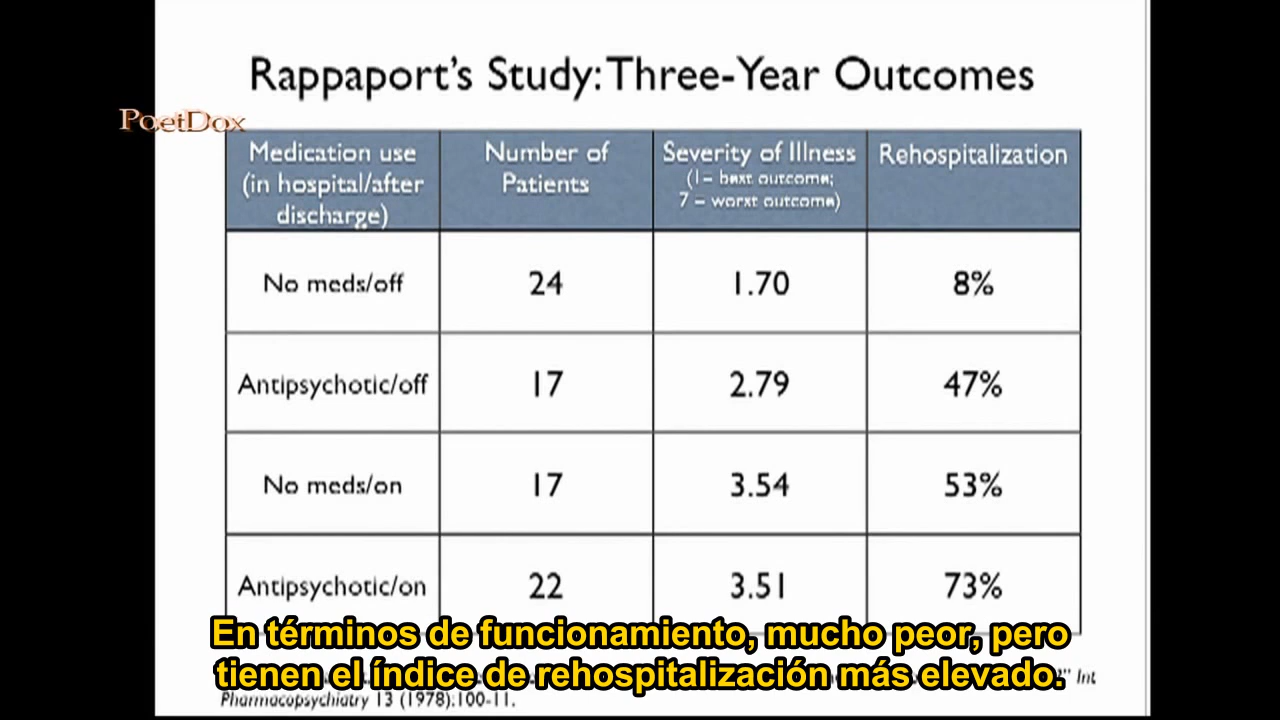 Rappaport's Study: Three-Year Outcomes
PoetDox
Medication use
(in hospital/after
discharge)
Number of
Patients
Severity of Illness
(1 – best outcome;
7 – worst outcome)
Rehospitalization
No meds/off
24
1.70
8%
Antipsychotic/off
17
2.79
47%
No meds/on
17
3.54
53%
Antipsychotic/on
22
3.51
73%
En términos de funcionamiento, mucho peor, pero
tienen el índice de rehospitalización más elevado.
" Int
Pharmacopsychiatry 13 (1978):100-11.